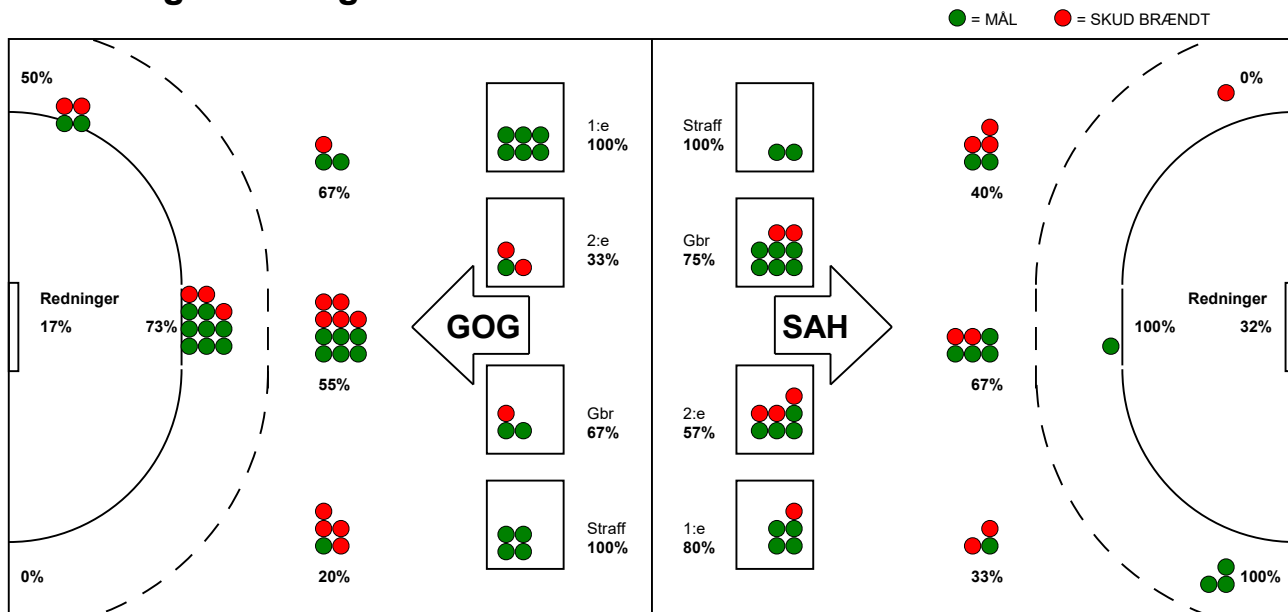 = MÅL
= SKUD BRÆNDT
50%
0%
1:e
100%
Straff
100%
67%
40%
2:e
33%
Gbr
75%
Redninger
17%
73%
GOG
SAH
Redninger
100%
32%
55%
67%
Gbr
67%
2:e
57%
Straff
100%
1:e
80%
0%
20%
33%
100%